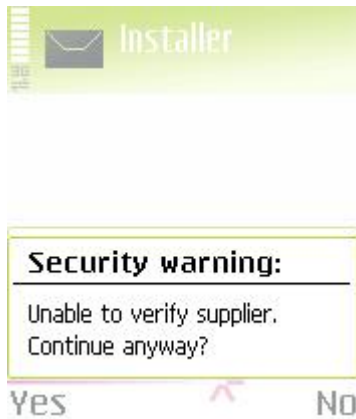 Installer
Security warning:
Unable to verify supplier.
Continue anyway?
Yes No